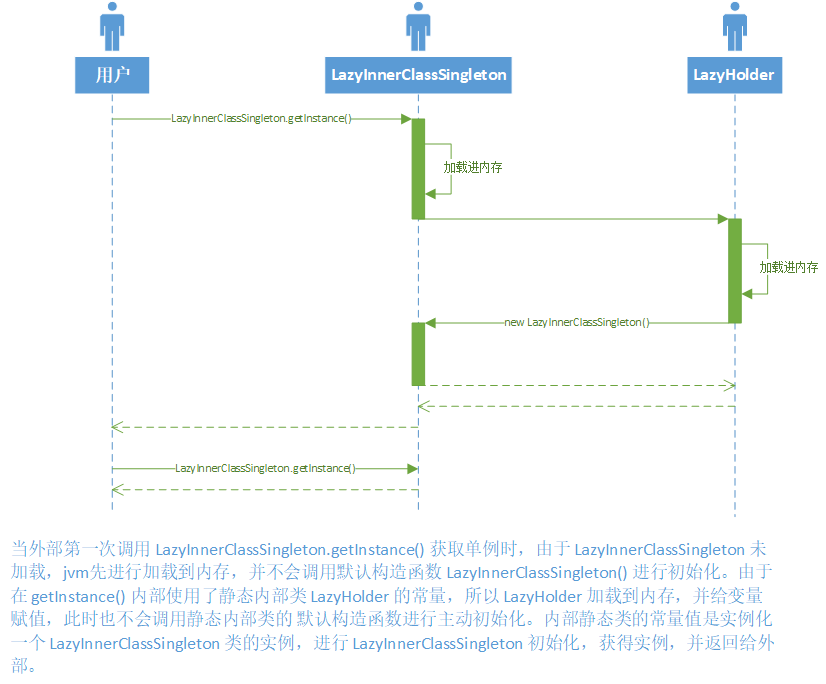 用户
LazyInnerClassSingleton
LazyHolder
LazyInnerClassSingleton.getInstance()
加载进内存
加载进内存
new LazyInnerClassSingleton()
LazyInnerClassSingleton.getInstance()
当外部第一次调用 LazyInnerClassSingleton.getInstance() 获取单例时，由于 LazyInnerClassSingleton 未
加载，jvm先进行加载到内存，并不会调用默认构造函数 LazyInnerClassSingleton() 进行初始化。由于
在 getInstance() 内部使用了静态内部类 LazyHolder 的常量，所以 LazyHolder 加载到内存，并给变量
赋值，此时也不会调用静态内部类的 默认构造函数进行主动初始化。内部静态类的常量值是实例化
一个 LazyInnerClassSingleton 类的实例，进行 LazyInnerClassSingleton 初始化，获得实例，并返回给外
部。